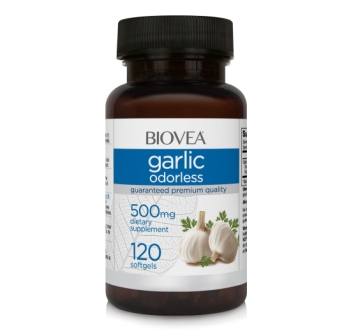 BIOVEA
garlic
odorless
guaranteed premium quality
500mg
dietary
supplement
120
softgels